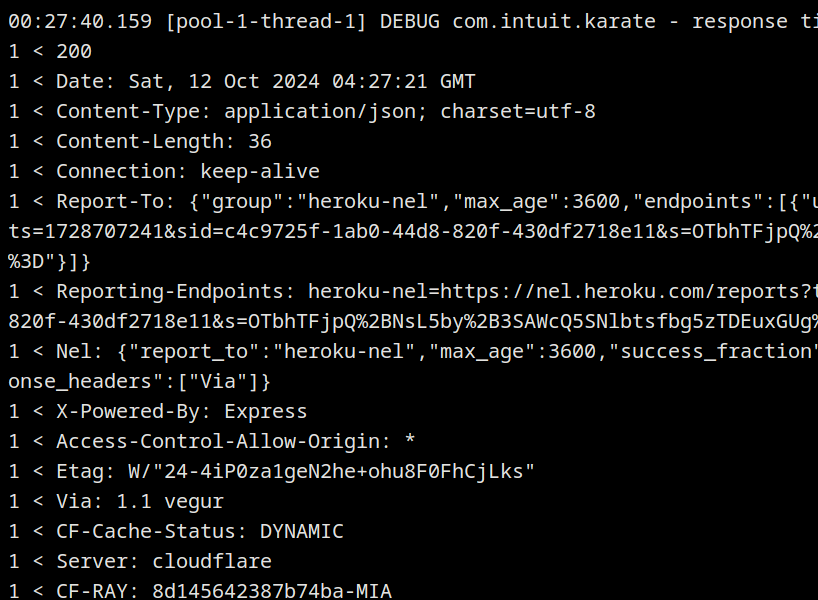 00:27:40.159 [pool-1-thread-1] DEBUG com.intuit.karate - response
1 < 200
1 < Date: Sat, 12 Oct 2024 04:27:21 GMT
1 < Content-Type: application/json; charset=utf-8
1 < Content-Length: 36
1 < Connection: keep-alive
1 < Report-To: {"group":"heroku-nel","max_age":3600,"endpoints":[{"
ts=1728707241&sid=c4c9725f-1ab0-44d8-820f-430df2718e11&s=OTbhTFjpQ%2
%3D"}]}
1 < Reporting-Endpoints: heroku-nel=https://nel.heroku.com/reports?t
820f-430df2718e11&s=OTbhTFjpQ%2BNsL5by%2B3SAWcQ5SNlbtsfbg5zTDEuxGUg%
1 < Nel: {"report_to":"heroku-nel","max_age":3600,"success_fraction"
onse_headers":["Via"]}
1 < X-Powered-By: Express
1 < Access-Control-Allow-Origin: *
1 < Etag: W/"24-4iP0za1geN2he+ohu8F0FhCjLks"
1 < Via: 1.1 vegur
1 < CF-Cache-Status: DYNAMIC
1 < Server: cloudflare
1 < CF-RAY: 8d145642387b74ba-MIA